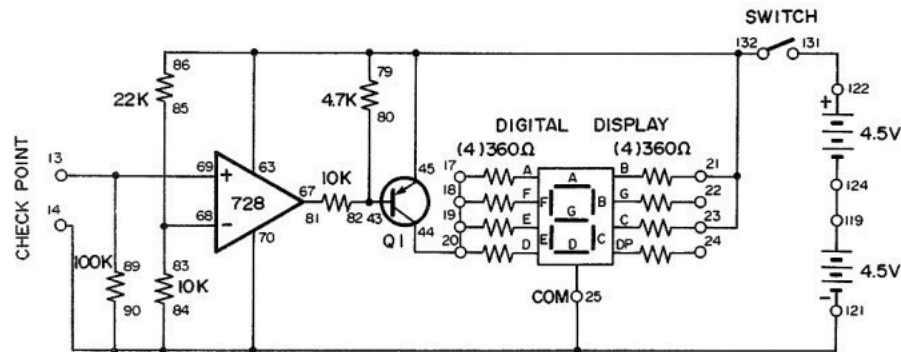 SWITCH
132
131
86
79
122
22K
85
4.7K
80
+
4.5V
DIGITAL DISPLAY
(4)360Ω
(4)360Ω
13
69
+
63
45
17
A
A
B
21
124
728
67
10K
18
F
F
B
G
22
68
-
81
82
43
19
E
G
C
23
119
14
70
Q1
44
20
D
E
D
C
DP
24
CHECK POINT
100K
89
83
10K
4.5V
90
84
COM
25
-
121